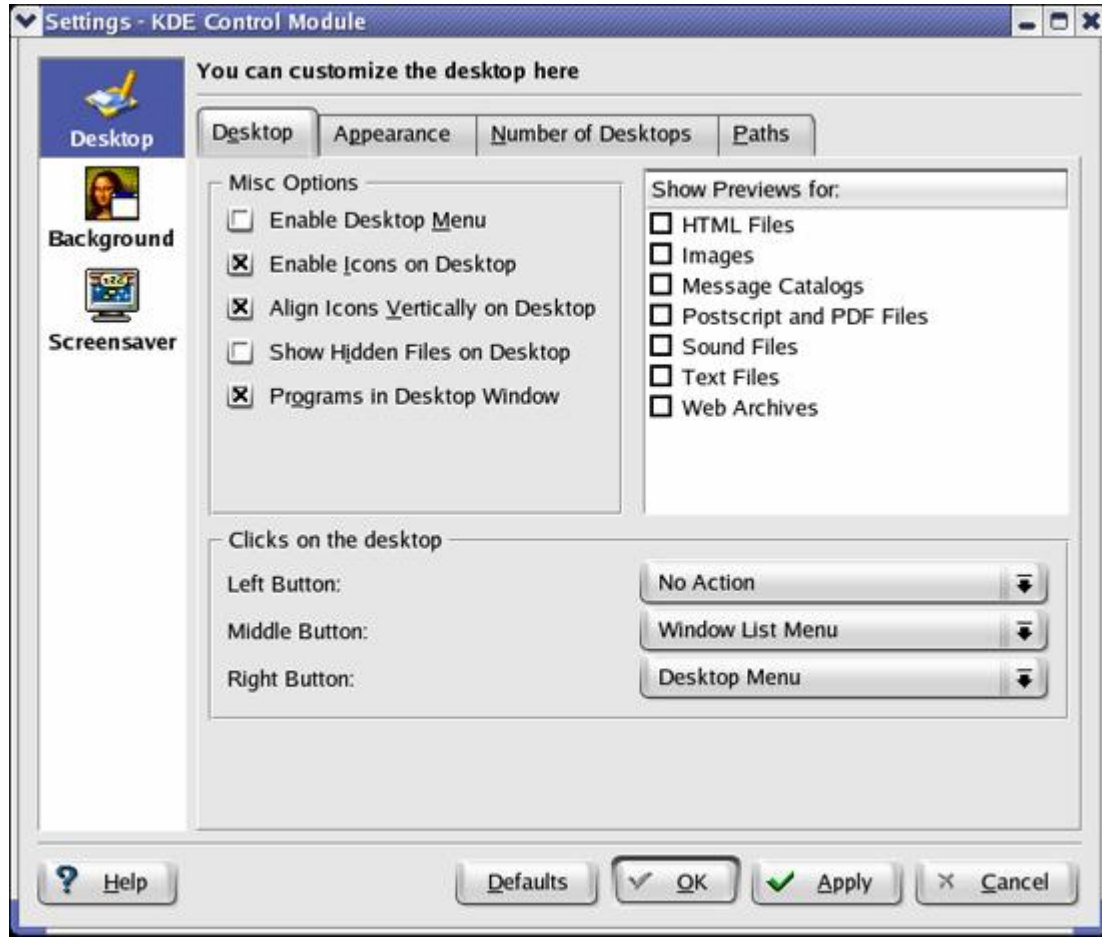 Settings - KDE Control Module
Desktop
Background
Screensaver
You can customize the desktop here
Desktop
Appearance
Number of Desktops
Paths
Misc Options
Enable Desktop Menu
Enable Icons on Desktop
Align Icons Vertically on Desktop
Show Hidden Files on Desktop
Programs in Desktop Window
Show Previews for:
HTML Files
Images
Message Catalogs
Postscript and PDF Files
Sound Files
Text Files
Web Archives
Clicks on the desktop
Left Button: No Action
Middle Button: Window List Menu
Right Button: Desktop Menu
? Help
Defaults
OK
Apply
Cancel